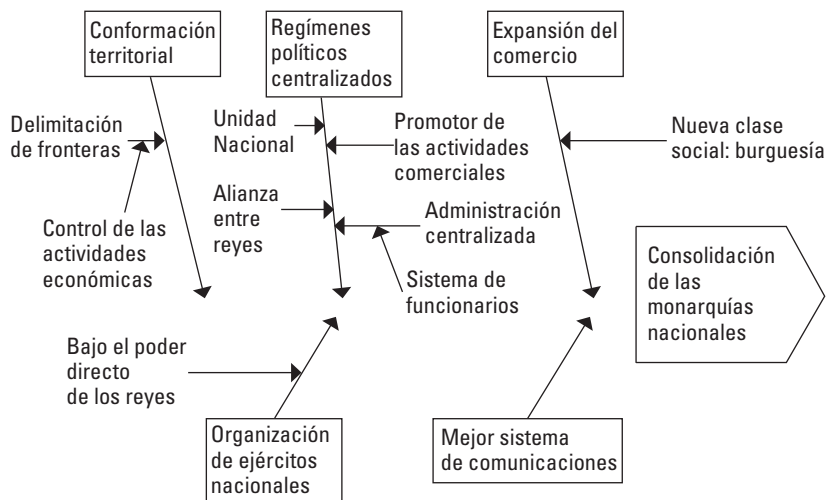 Conformación
territorial
Regímenes
políticos
centralizados
Expansión del
comercio
Delimitación
de fronteras
Control de las
actividades
económicas
Unidad
Nacional
Promotor de
las actividades
comerciales
Alianza
entre
reyes
Administración
centralizada
Sistema de
funcionarios
Nueva clase
social: burguesía
Consolidación
de las
monarquías
nacionales
Bajo el poder
directo
de los reyes
Organización
de ejércitos
nacionales
Mejor sistema
de comunicaciones